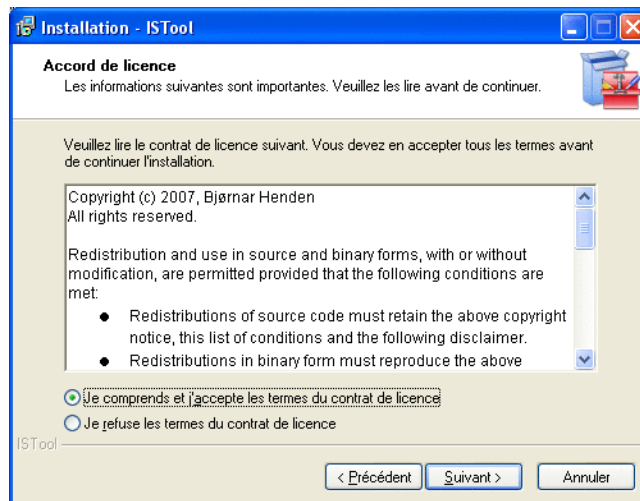 Installation - ISTool
Accord de licence
Les informations suivantes sont importantes. Veuillez les lire avant de continuer.
Veuillez lire le contrat de licence suivant. Vous devez en accepter tous les termes avant
de continuer l'installation.
Copyright (c) 2007, Bjørnar Henden
All rights reserved.
Redistribution and use in source and binary forms, with or without
modification, are permitted provided that the following conditions are
met:
● Redistributions of source code must retain the above copyright
notice, this list of conditions and the following disclaimer.
● Redistributions in binary form must reproduce the above
Je comprends et j'accepte les termes du contrat de licence
Je refuse les termes du contrat de licence
ISTool
< Précédent
Suivant >
Annuler